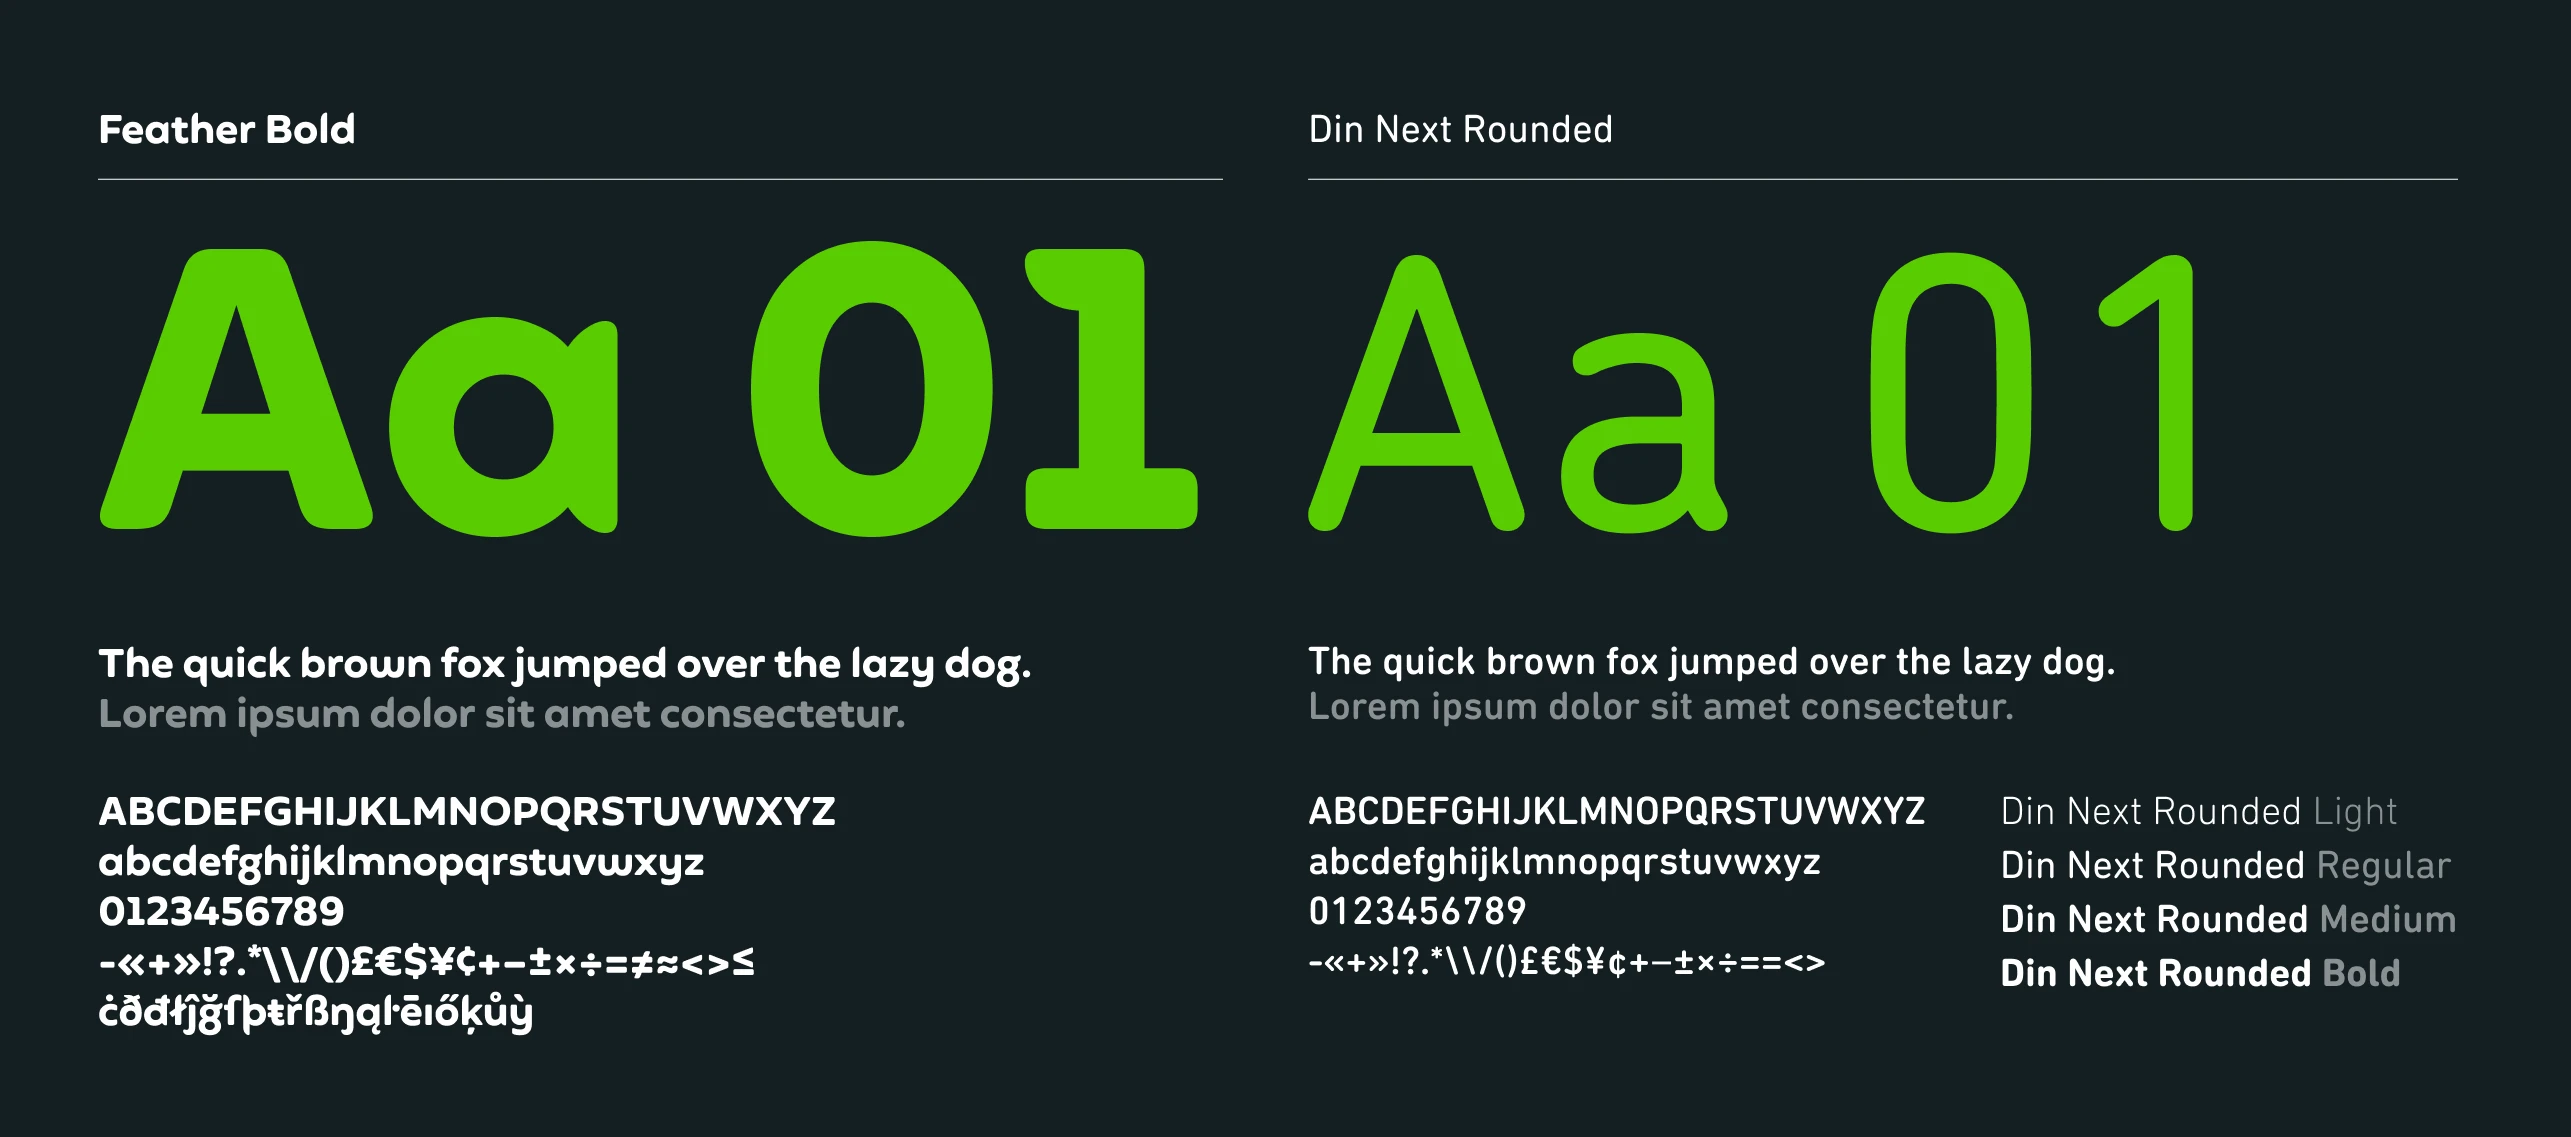 Feather Bold
Aa 01
The quick brown fox jumped over the lazy dog.
Lorem ipsum dolor sit amet consectetur.
ABCDEFGHIJKLMNOPQRSTUVWXYZ
abcdefghijklmnopqrstuvwxyz
0123456789
-«+»!?.*\\/()£€$¥¢+−±×÷=≠≈<>≤
ċðđłĵğſþŧřßŋąŀēıőķůỳ
Din Next Rounded
Aa 01
The quick brown fox jumped over the lazy dog.
Lorem ipsum dolor sit amet consectetur.
ABCDEFGHIJKLMNOPQRSTUVWXYZ
abcdefghijklmnopqrstuvwxyz
0123456789
-«+»!?.*\\/()£€$¥¢+−±×÷==<>
Din Next Rounded Light
Din Next Rounded Regular
Din Next Rounded Medium
Din Next Rounded Bold